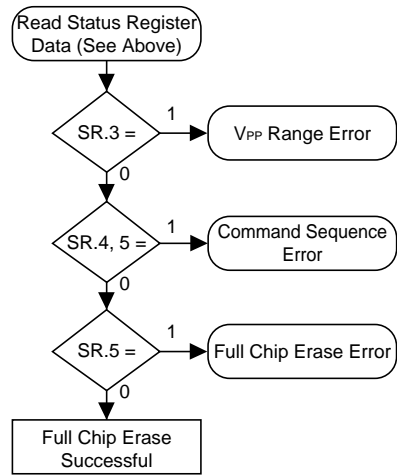 Read Status Register
Data (See Above)
SR.3 =
1
VPP Range Error
0
SR.4, 5 =
1
Command Sequence
Error
0
SR.5 =
1
Full Chip Erase Error
0
Full Chip Erase
Successful